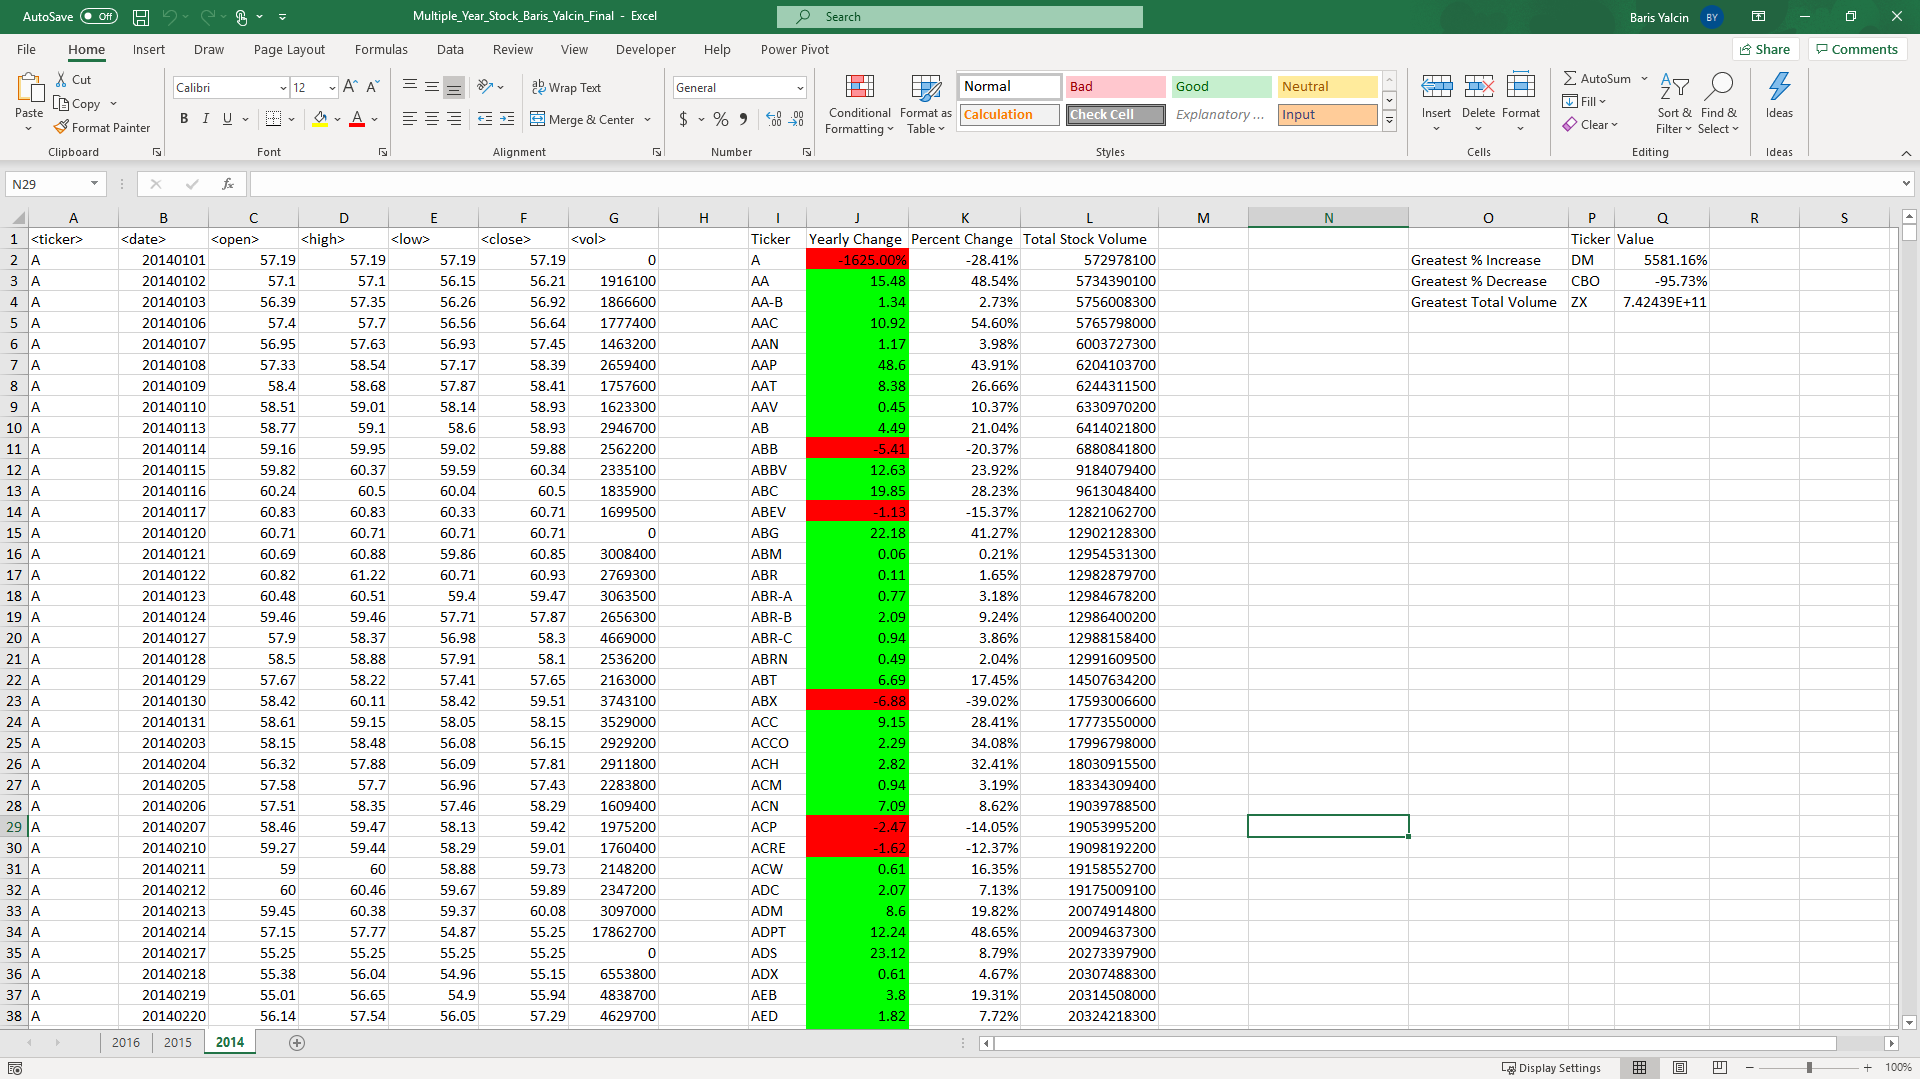 AutoSave Off Multiple_Year_Stock_Baris_Yalcin_Final - Excel Search Baris Yalcin BY
File Home Insert Draw Page Layout Formulas Data Review View Developer Help Power Pivot Share Comments
Paste Cut Copy Format Painter Clipboard
Calibri 12 B I U A Font
Wrap Text Merge & Center Alignment
General $ % Number
Conditional Formatting Format as Table Normal Bad Good Neutral Calculation Check Cell Explanatory ... Input Styles
Insert Delete Format Cells
AutoSum Fill Clear Sort & Filter Find & Select Editing
Ideas Ideas
N29 fx
A B C D E F G H I J K L M N O P Q R S
1 <ticker> <date> <open> <high> <low> <close> <vol> Ticker Yearly Change Percent Change Total Stock Volume Ticker Value
2 A 20140101 57.19 57.19 57.19 57.19 0 A -1625.00% -28.41% 572978100 Greatest % Increase DM 5581.16%
3 A 20140102 57.1 57.1 56.15 56.21 1916100 AA 15.48 48.54% 5734390100 Greatest % Decrease CBO -95.73%
4 A 20140103 56.39 57.35 56.26 56.92 1866600 AA-B 1.34 2.73% 5756008300 Greatest Total Volume ZX 7.42439E+11
5 A 20140106 57.4 57.7 56.56 56.64 1777400 AAC 10.92 54.60% 5765798000
6 A 20140107 56.95 57.63 56.93 57.45 1463200 AAN 1.17 3.98% 6003727300
7 A 20140108 57.33 58.54 57.17 58.39 2659400 AAP 48.6 43.91% 6204103700
8 A 20140109 58.4 58.68 57.87 58.41 1757600 AAT 8.38 26.66% 6244311500
9 A 20140110 58.51 59.01 58.14 58.93 1623300 AAV 0.45 10.37% 6330970200
10 A 20140113 58.77 59.1 58.6 58.93 2946700 AB 4.49 21.04% 6414021800
11 A 20140114 59.16 59.95 59.02 59.88 2562200 ABB -5.41 -20.37% 6880841800
12 A 20140115 59.82 60.37 59.59 60.34 2335100 ABBV 12.63 23.92% 9184079400
13 A 20140116 60.24 60.5 60.04 60.5 1835900 ABC 19.85 28.23% 9613048400
14 A 20140117 60.83 60.83 60.33 60.71 1699500 ABEV -1.13 -15.37% 12821062700
15 A 20140120 60.71 60.71 60.71 60.71 0 ABG 22.18 41.27% 12902128300
16 A 20140121 60.69 60.88 59.86 60.85 3008400 ABM 0.06 0.21% 12954531300
17 A 20140122 60.82 61.22 60.71 60.93 2769300 ABR 0.11 1.65% 12982879700
18 A 20140123 60.48 60.51 59.4 59.47 3063500 ABR-A 0.77 3.18% 12984678200
19 A 20140124 59.46 59.46 57.71 57.87 2656300 ABR-B 2.09 9.24% 12986400200
20 A 20140127 57.9 58.37 56.98 58.3 4669000 ABR-C 0.94 3.86% 12988158400
21 A 20140128 58.5 58.88 57.91 58.1 2536200 ABRN 0.49 2.04% 12991609500
22 A 20140129 57.67 58.22 57.41 57.65 2163000 ABT 6.69 17.45% 14507634200
23 A 20140130 58.42 60.11 58.42 59.51 3743100 ABX -6.88 -39.02% 17593006600
24 A 20140131 58.61 59.15 58.05 58.15 3529000 ACC 9.15 28.41% 17773550000
25 A 20140203 58.15 58.48 56.08 56.15 2929200 ACCO 2.29 34.08% 17996798000
26 A 20140204 56.32 57.88 56.09 57.81 2911800 ACH 2.82 32.41% 18030915500
27 A 20140205 57.58 57.7 56.96 57.43 2283800 ACM 0.94 3.19% 18334309400
28 A 20140206 57.51 58.35 57.46 58.29 1609400 ACN 7.09 8.62% 19039788500
29 A 20140207 58.46 59.47 58.13 59.42 1975200 ACP -2.47 -14.05% 19053995200
30 A 20140210 59.27 59.44 58.29 59.01 1760400 ACRE -1.62 -12.37% 19098192200
31 A 20140211 59 60 58.88 59.73 2148200 ACW 0.61 16.35% 19158552700
32 A 20140212 60 60.46 59.67 59.89 2347200 ADC 2.07 7.13% 19175009100
33 A 20140213 59.45 60.38 59.37 60.08 3097000 ADM 8.6 19.82% 20074914800
34 A 20140214 57.15 57.77 54.87 55.25 17862700 ADPT 12.24 48.65% 20094637300
35 A 20140217 55.25 55.25 55.25 55.25 0 ADS 23.12 8.79% 20273397900
36 A 20140218 55.38 56.04 54.96 55.15 6553800 ADX 0.61 4.67% 20307488300
37 A 20140219 55.01 56.65 54.9 55.94 4838700 AEB 3.8 19.31% 20314508000
38 A 20140220 56.14 57.54 56.05 57.29 4629700 AED 1.82 7.72% 20324218300
2016 2015 2014
Display Settings 100%